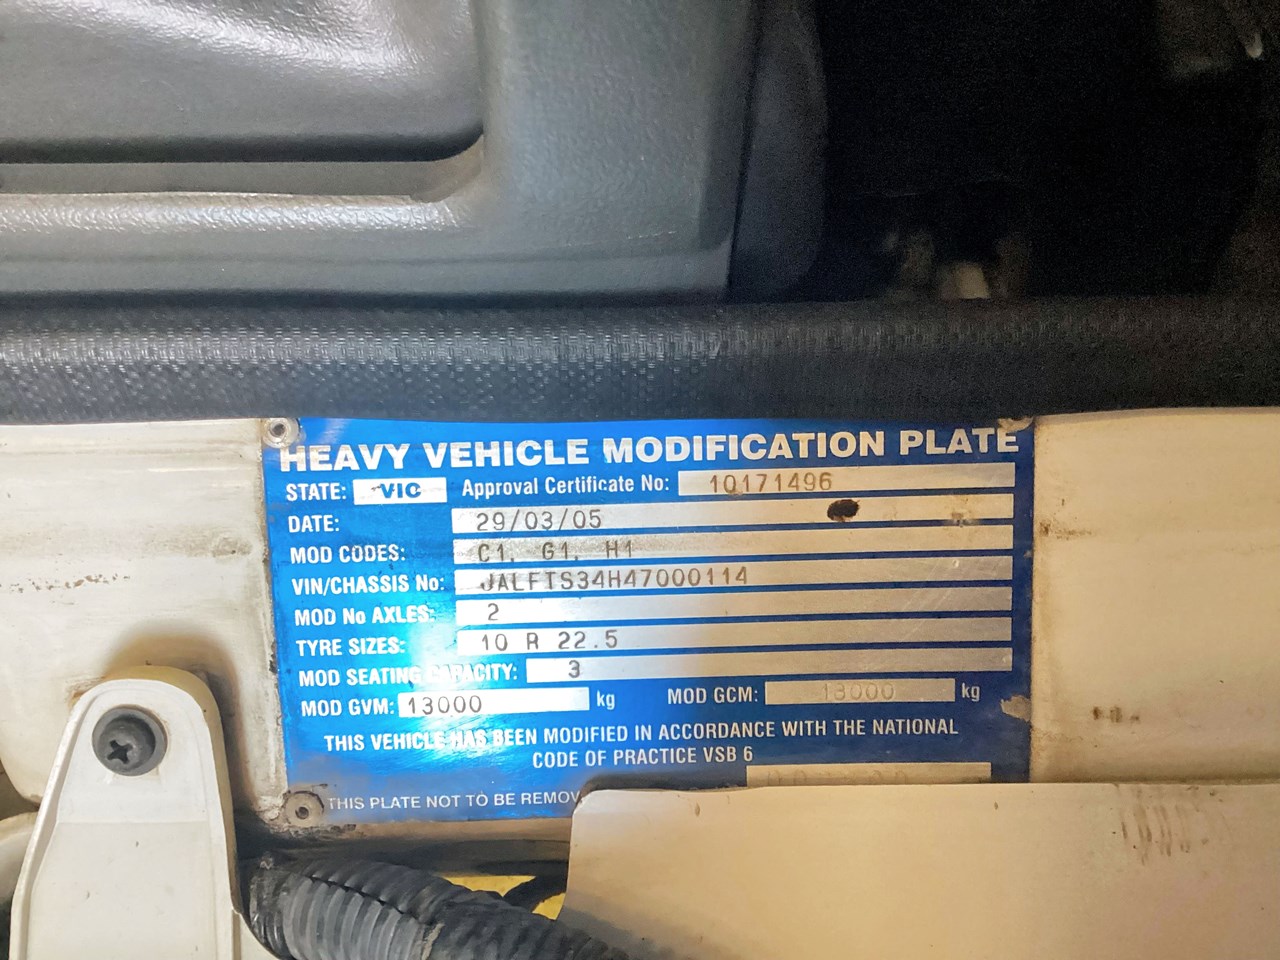 HEAVY VEHICLE MODIFICATION PLATE
STATE: VIC Approval Certificate No: 10171496
DATE: 29/03/05
MOD CODES: C1, G1, H1
VIN/CHASSIS No: JALFTS34H47000114
MOD No AXLES: 2
TYRE SIZES: 10 R 22.5
MOD SEATING CAPACITY: 3
MOD GVM: 13000 kg MOD GCM: 13000 kg
THIS VEHICLE HAS BEEN MODIFIED IN ACCORDANCE WITH THE NATIONAL
CODE OF PRACTICE VSB 6
THIS PLATE NOT TO BE REMOV